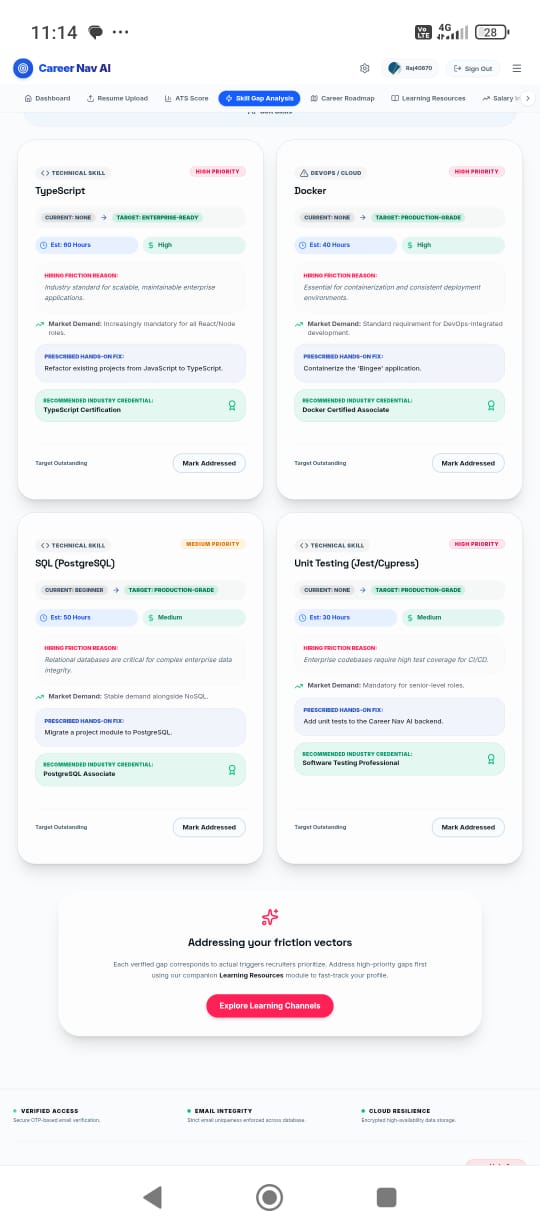 11:14
Vo LTE 4G 28
Career Nav AI
Raj40670
Sign Out
Dashboard
Resume Upload
ATS Score
Skill Gap Analysis
Career Roadmap
Learning Resources
Salary
TECHNICAL SKILL
HIGH PRIORITY
TypeScript
CURRENT: NONE → TARGET: ENTERPRISE-READY
Est: 60 Hours
$ High
HIRING FRICTION REASON:
Industry standard for scalable, maintainable enterprise
applications.
Market Demand: Increasingly mandatory for all React/Node
roles.
PRESCRIBED HANDS-ON FIX:
Refactor existing projects from JavaScript to TypeScript.
RECOMMENDED INDUSTRY CREDENTIAL:
TypeScript Certification
Target Outstanding
Mark Addressed
DEVOPS / CLOUD
HIGH PRIORITY
Docker
CURRENT: NONE → TARGET: PRODUCTION-GRADE
Est: 40 Hours
$ High
HIRING FRICTION REASON:
Essential for containerization and consistent deployment
environments.
Market Demand: Standard requirement for DevOps-integrated
development.
PRESCRIBED HANDS-ON FIX:
Containerize the 'Bingee' application.
RECOMMENDED INDUSTRY CREDENTIAL:
Docker Certified Associate
Target Outstanding
Mark Addressed
TECHNICAL SKILL
MEDIUM PRIORITY
SQL (PostgreSQL)
CURRENT: BEGINNER → TARGET: PRODUCTION-GRADE
Est: 50 Hours
$ Medium
HIRING FRICTION REASON:
Relational databases are critical for complex enterprise data
integrity.
Market Demand: Stable demand alongside NoSQL.
PRESCRIBED HANDS-ON FIX:
Migrate a project module to PostgreSQL.
RECOMMENDED INDUSTRY CREDENTIAL:
PostgreSQL Associate
Target Outstanding
Mark Addressed
TECHNICAL SKILL
HIGH PRIORITY
Unit Testing (Jest/Cypress)
CURRENT: NONE → TARGET: PRODUCTION-GRADE
Est: 30 Hours
$ Medium
HIRING FRICTION REASON:
Enterprise codebases require high test coverage for CI/CD.
Market Demand: Mandatory for senior-level roles.
PRESCRIBED HANDS-ON FIX:
Add unit tests to the Career Nav AI backend.
RECOMMENDED INDUSTRY CREDENTIAL:
Software Testing Professional
Target Outstanding
Mark Addressed
Addressing your friction vectors
Each verified gap corresponds to actual triggers recruiters prioritize. Address high-priority gaps first
using our companion Learning Resources module to fast-track your profile.
Explore Learning Channels
VERIFIED ACCESS
Secure OTP-based email verification.
EMAIL INTEGRITY
Strict email uniqueness enforced across database.
CLOUD RESILIENCE
Encrypted high-availability data storage.